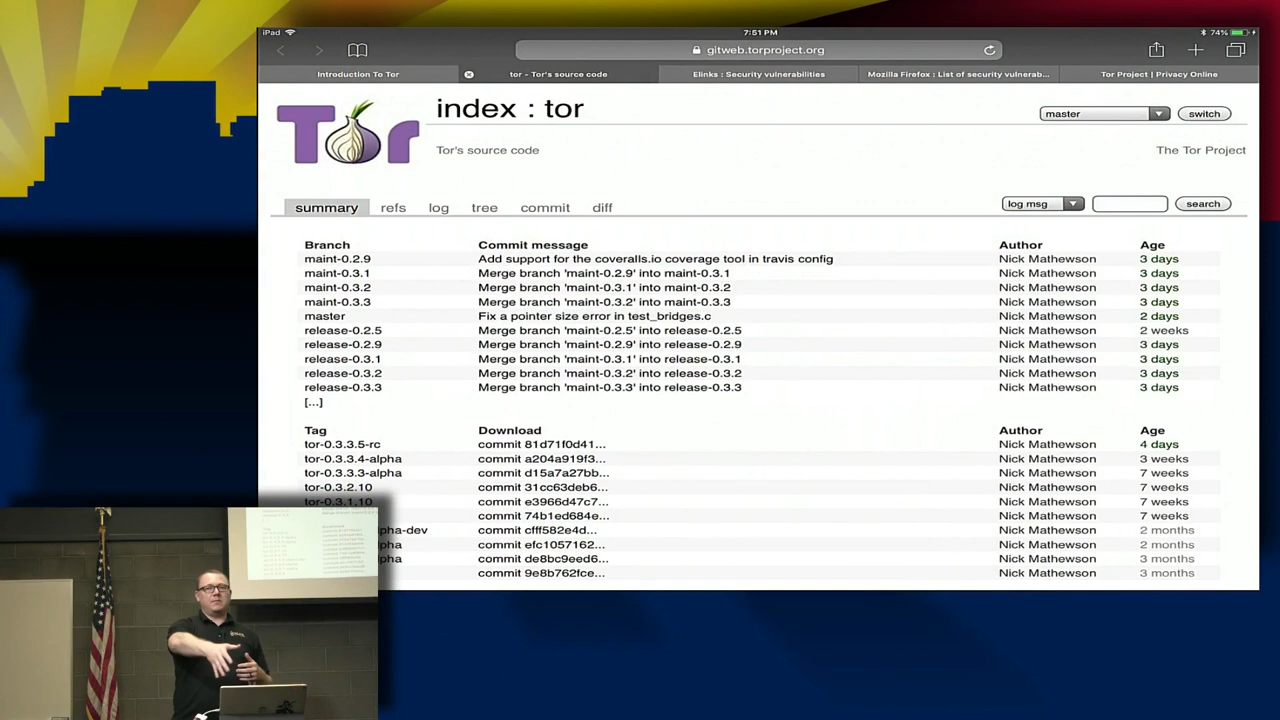 iPad 7:51 PM 74%
gitweb.torproject.org
Introduction To Tor tor - Tor's source code Elinks : Security vulnerabilities Mozilla Firefox : List of security vulnerab... Tor Project | Privacy Online
Tor index : tor master switch
Tor's source code The Tor Project
summary refs log tree commit diff log msg search
Branch Commit message Author Age
maint-0.2.9 Add support for the coveralls.io coverage tool in travis config Nick Mathewson 3 days
maint-0.3.1 Merge branch 'maint-0.2.9' into maint-0.3.1 Nick Mathewson 3 days
maint-0.3.2 Merge branch 'maint-0.3.1' into maint-0.3.2 Nick Mathewson 3 days
maint-0.3.3 Merge branch 'maint-0.3.2' into maint-0.3.3 Nick Mathewson 3 days
master Fix a pointer size error in test_bridges.c Nick Mathewson 2 days
release-0.2.5 Merge branch 'maint-0.2.5' into release-0.2.5 Nick Mathewson 2 weeks
release-0.2.9 Merge branch 'maint-0.2.9' into release-0.2.9 Nick Mathewson 3 days
release-0.3.1 Merge branch 'maint-0.3.1' into release-0.3.1 Nick Mathewson 3 days
release-0.3.2 Merge branch 'maint-0.3.2' into release-0.3.2 Nick Mathewson 3 days
release-0.3.3 Merge branch 'maint-0.3.3' into release-0.3.3 Nick Mathewson 3 days
[...]
Tag Download Author Age
tor-0.3.3.5-rc commit 81d71f0d41... Nick Mathewson 4 days
tor-0.3.3.4-alpha commit a204a919f3... Nick Mathewson 3 weeks
tor-0.3.3.3-alpha commit d15a7a27bb... Nick Mathewson 7 weeks
tor-0.3.2.10 commit 31cc63deb6... Nick Mathewson 7 weeks
tor-0.3.1.10 commit e3966d47c7... Nick Mathewson 7 weeks
commit 74b1ed684e... Nick Mathewson 7 weeks
lpha-dev commit cfff582e4d... Nick Mathewson 2 months
lpha commit efc1057162... Nick Mathewson 2 months
lpha commit de8bc9eed6... Nick Mathewson 3 months
commit 9e8b762fce... Nick Mathewson 3 months